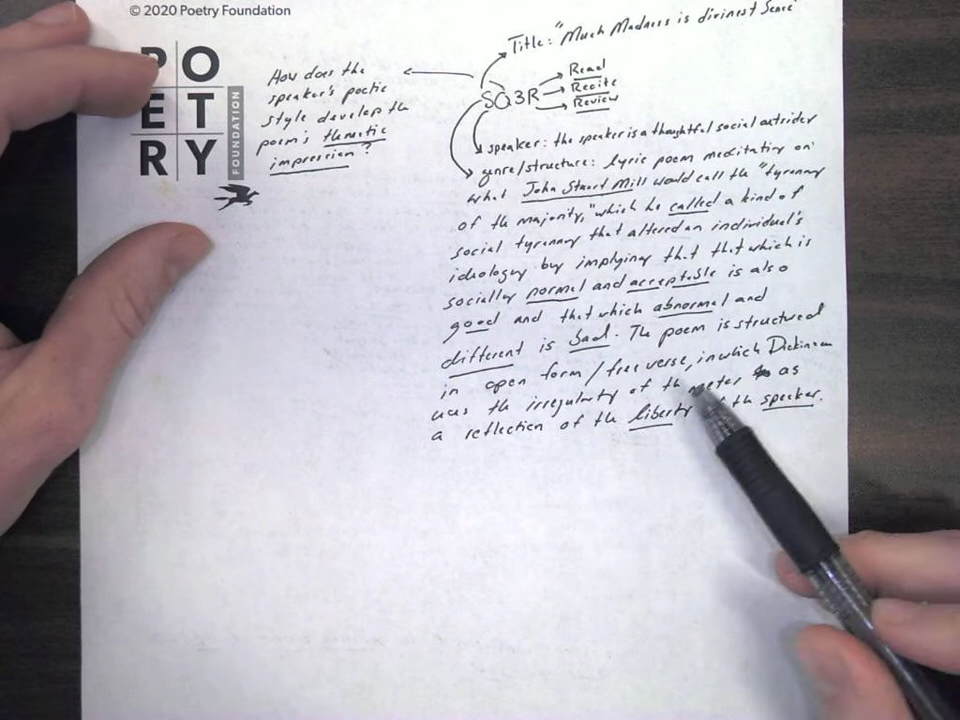 © 2020 Poetry Foundation
PO
ET
RY
FOUNDATION
How does the
speaker's poetic
style develop the
poem's thematic
impression?
Title: "Much Madness is divinest Sense"
SQ3R
Read
Recite
Review
speaker: the speaker is a thoughtful social outsider
genre/structure: lyric poem meditating on
what John Stuart Mill would call the "tyranny
of the majority," which he called a kind of
social tyranny that altered an individual's
ideology by implying that that which is
socially normal and acceptable is also
good and that which abnormal and
different is bad. The poem is structured
in open form/free verse, in which Dickinson
uses the irregularity of the meter as
a reflection of the liberty the speaker.